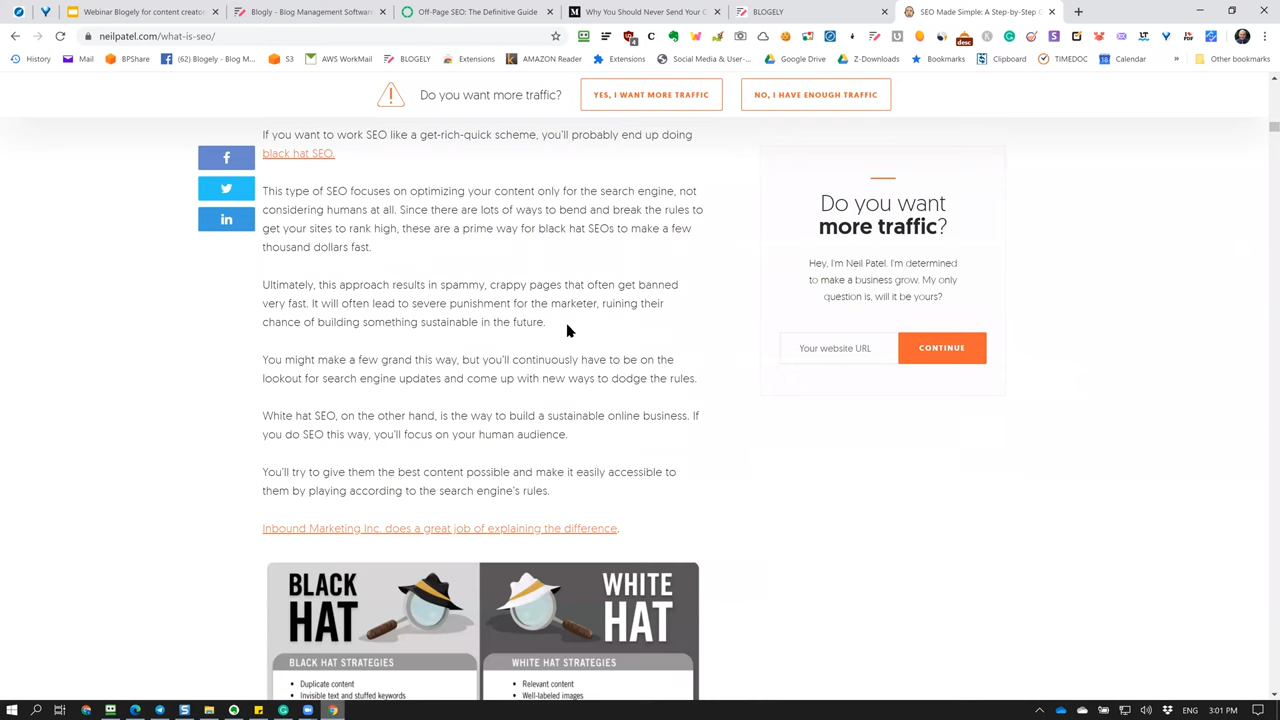 Webinar Blogely for content creator
Blogly - Blog Management Softwar
Off-Page SEO: The Definitive Guide
Why You Should Never Send Your C
BLOGELY
SEO Made Simple: A Step-by-Step G
neilpatel.com/what-is-seo/
History
Mail
BPShare
(62) Blogely - Blog M...
S3
AWS WorkMail
BLOGELY
Extensions
AMAZON Reader
Extensions
Social Media & User-...
Google Drive
Z-Downloads
Bookmarks
Clipboard
TIMEDOC
Calendar
»
Other bookmarks
Do you want more traffic?
YES, I WANT MORE TRAFFIC
NO, I HAVE ENOUGH TRAFFIC
If you want to work SEO like a get-rich-quick scheme, you'll probably end up doing
black hat SEO.
This type of SEO focuses on optimizing your content only for the search engine, not
considering humans at all. Since there are lots of ways to bend and break the rules to
get your sites to rank high, these are a prime way for black hat SEOs to make a few
thousand dollars fast.
Ultimately, this approach results in spammy, crappy pages that often get banned
very fast. It will often lead to severe punishment for the marketer, ruining their
chance of building something sustainable in the future.
You might make a few grand this way, but you'll continuously have to be on the
lookout for search engine updates and come up with new ways to dodge the rules.
White hat SEO, on the other hand, is the way to build a sustainable online business. If
you do SEO this way, you'll focus on your human audience.
You'll try to give them the best content possible and make it easily accessible to
them by playing according to the search engine's rules.
Inbound Marketing Inc. does a great job of explaining the difference.
BLACK
HAT
BLACK HAT STRATEGIES
• Duplicate content
• Invisible text and stuffed keywords
WHITE
HAT
WHITE HAT STRATEGIES
• Relevant content
• Well-labeled images
Do you want
more traffic?
Hey, I'm Neil Patel. I'm determined
to make a business grow. My only
question is, will it be yours?
Your website URL
CONTINUE
ENG
3:01 PM